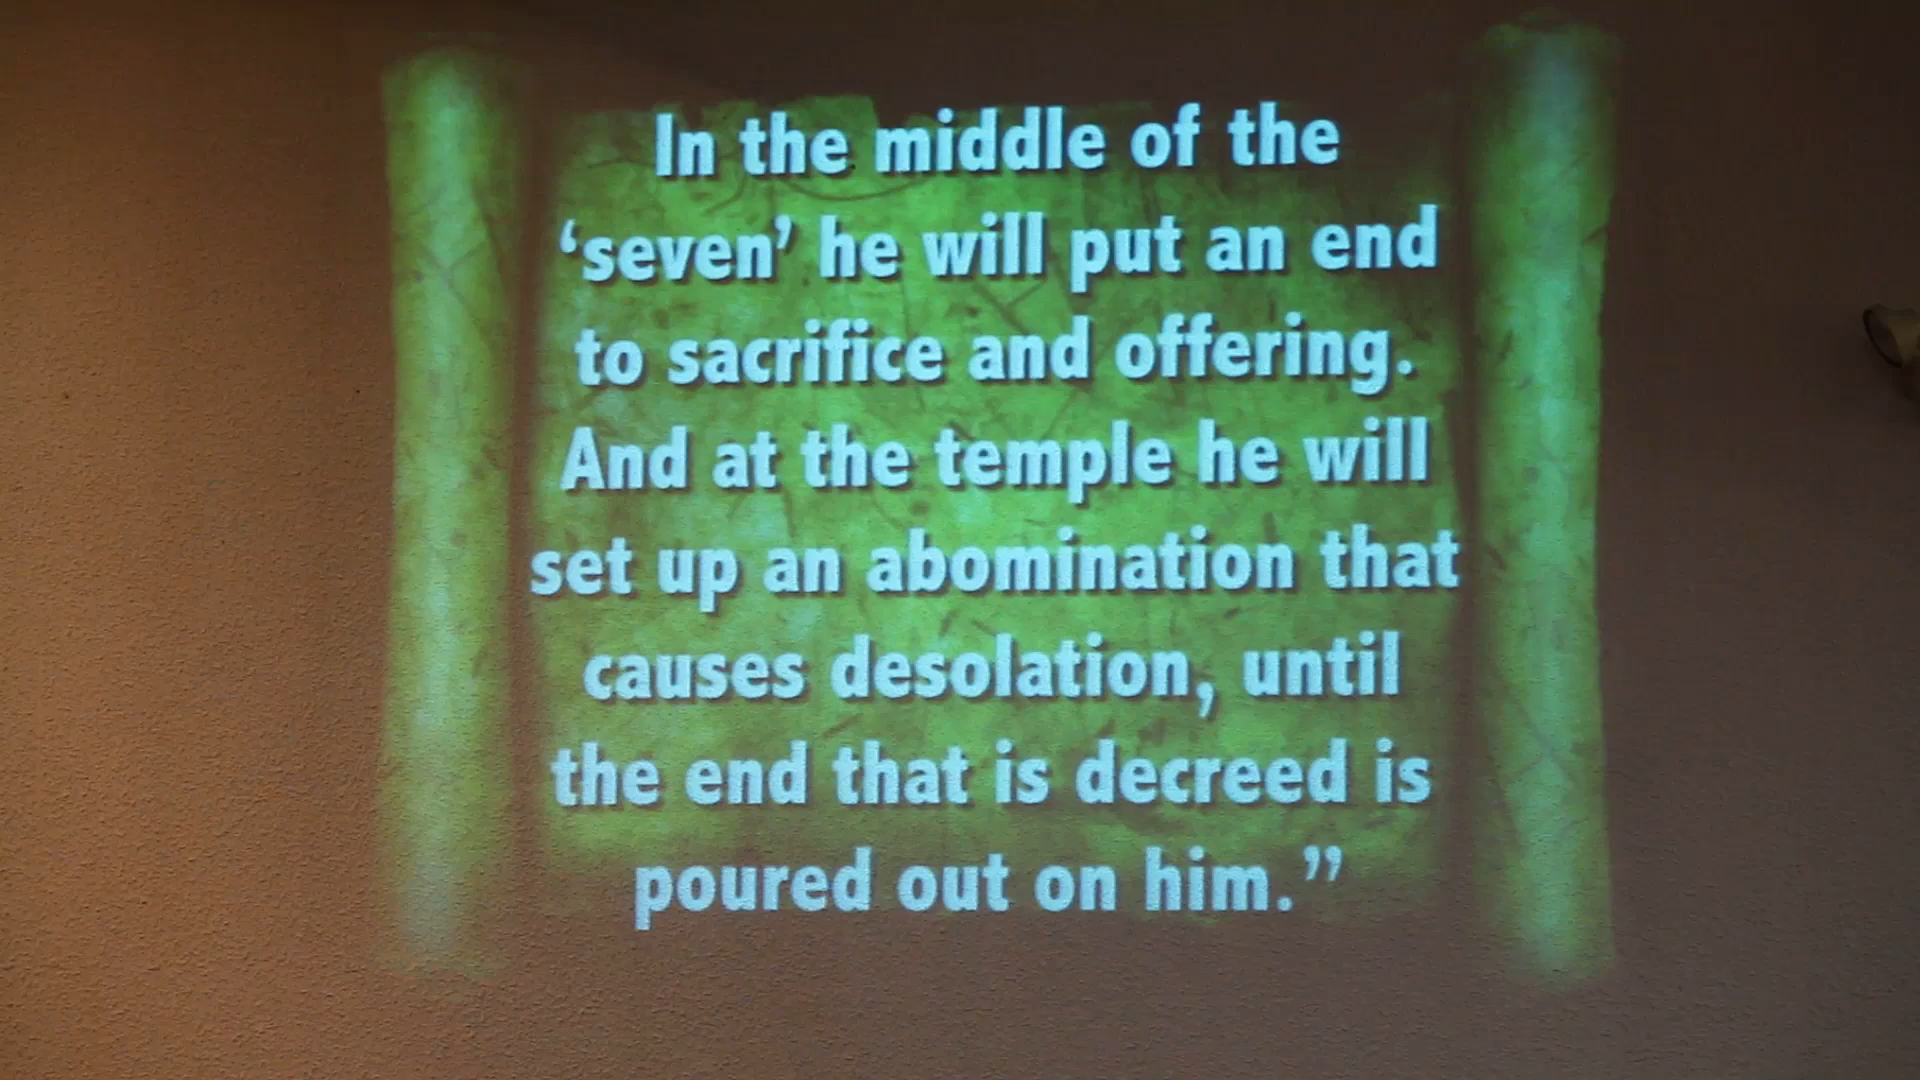 In the middle of the
‘seven’ he will put an end
to sacrifice and offering.
And at the temple he will
set up an abomination that
causes desolation, until
the end that is decreed is
poured out on him.”